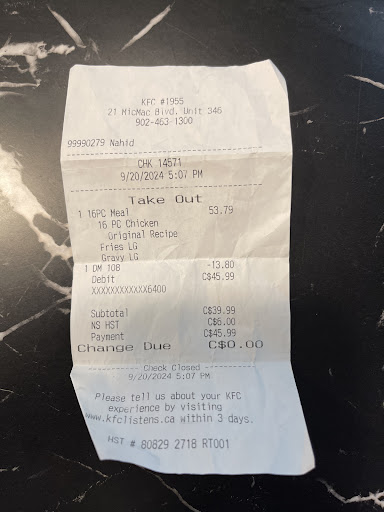 KFC #1955
21 MicMac Blvd. Unit 346
902-463-1300
99990279 Nahid
CHK 14571
9/20/2024 5:07 PM
Take Out
1 16PC Meal 53.79
16 PC Chicken
Original Recipe
Fries LG
Gravy LG
1 DM 10B -13.80
Debit C$45.99
XXXXXXXXXXXX6400
Subtotal C$39.99
NS HST C$6.00
Payment C$45.99
Change Due C$0.00
Check Closed
9/20/2024 5:07 PM
Please tell us about your KFC
experience by visiting
www.kfclistens.ca within 3 days.
HST # 80829 2718 RT001